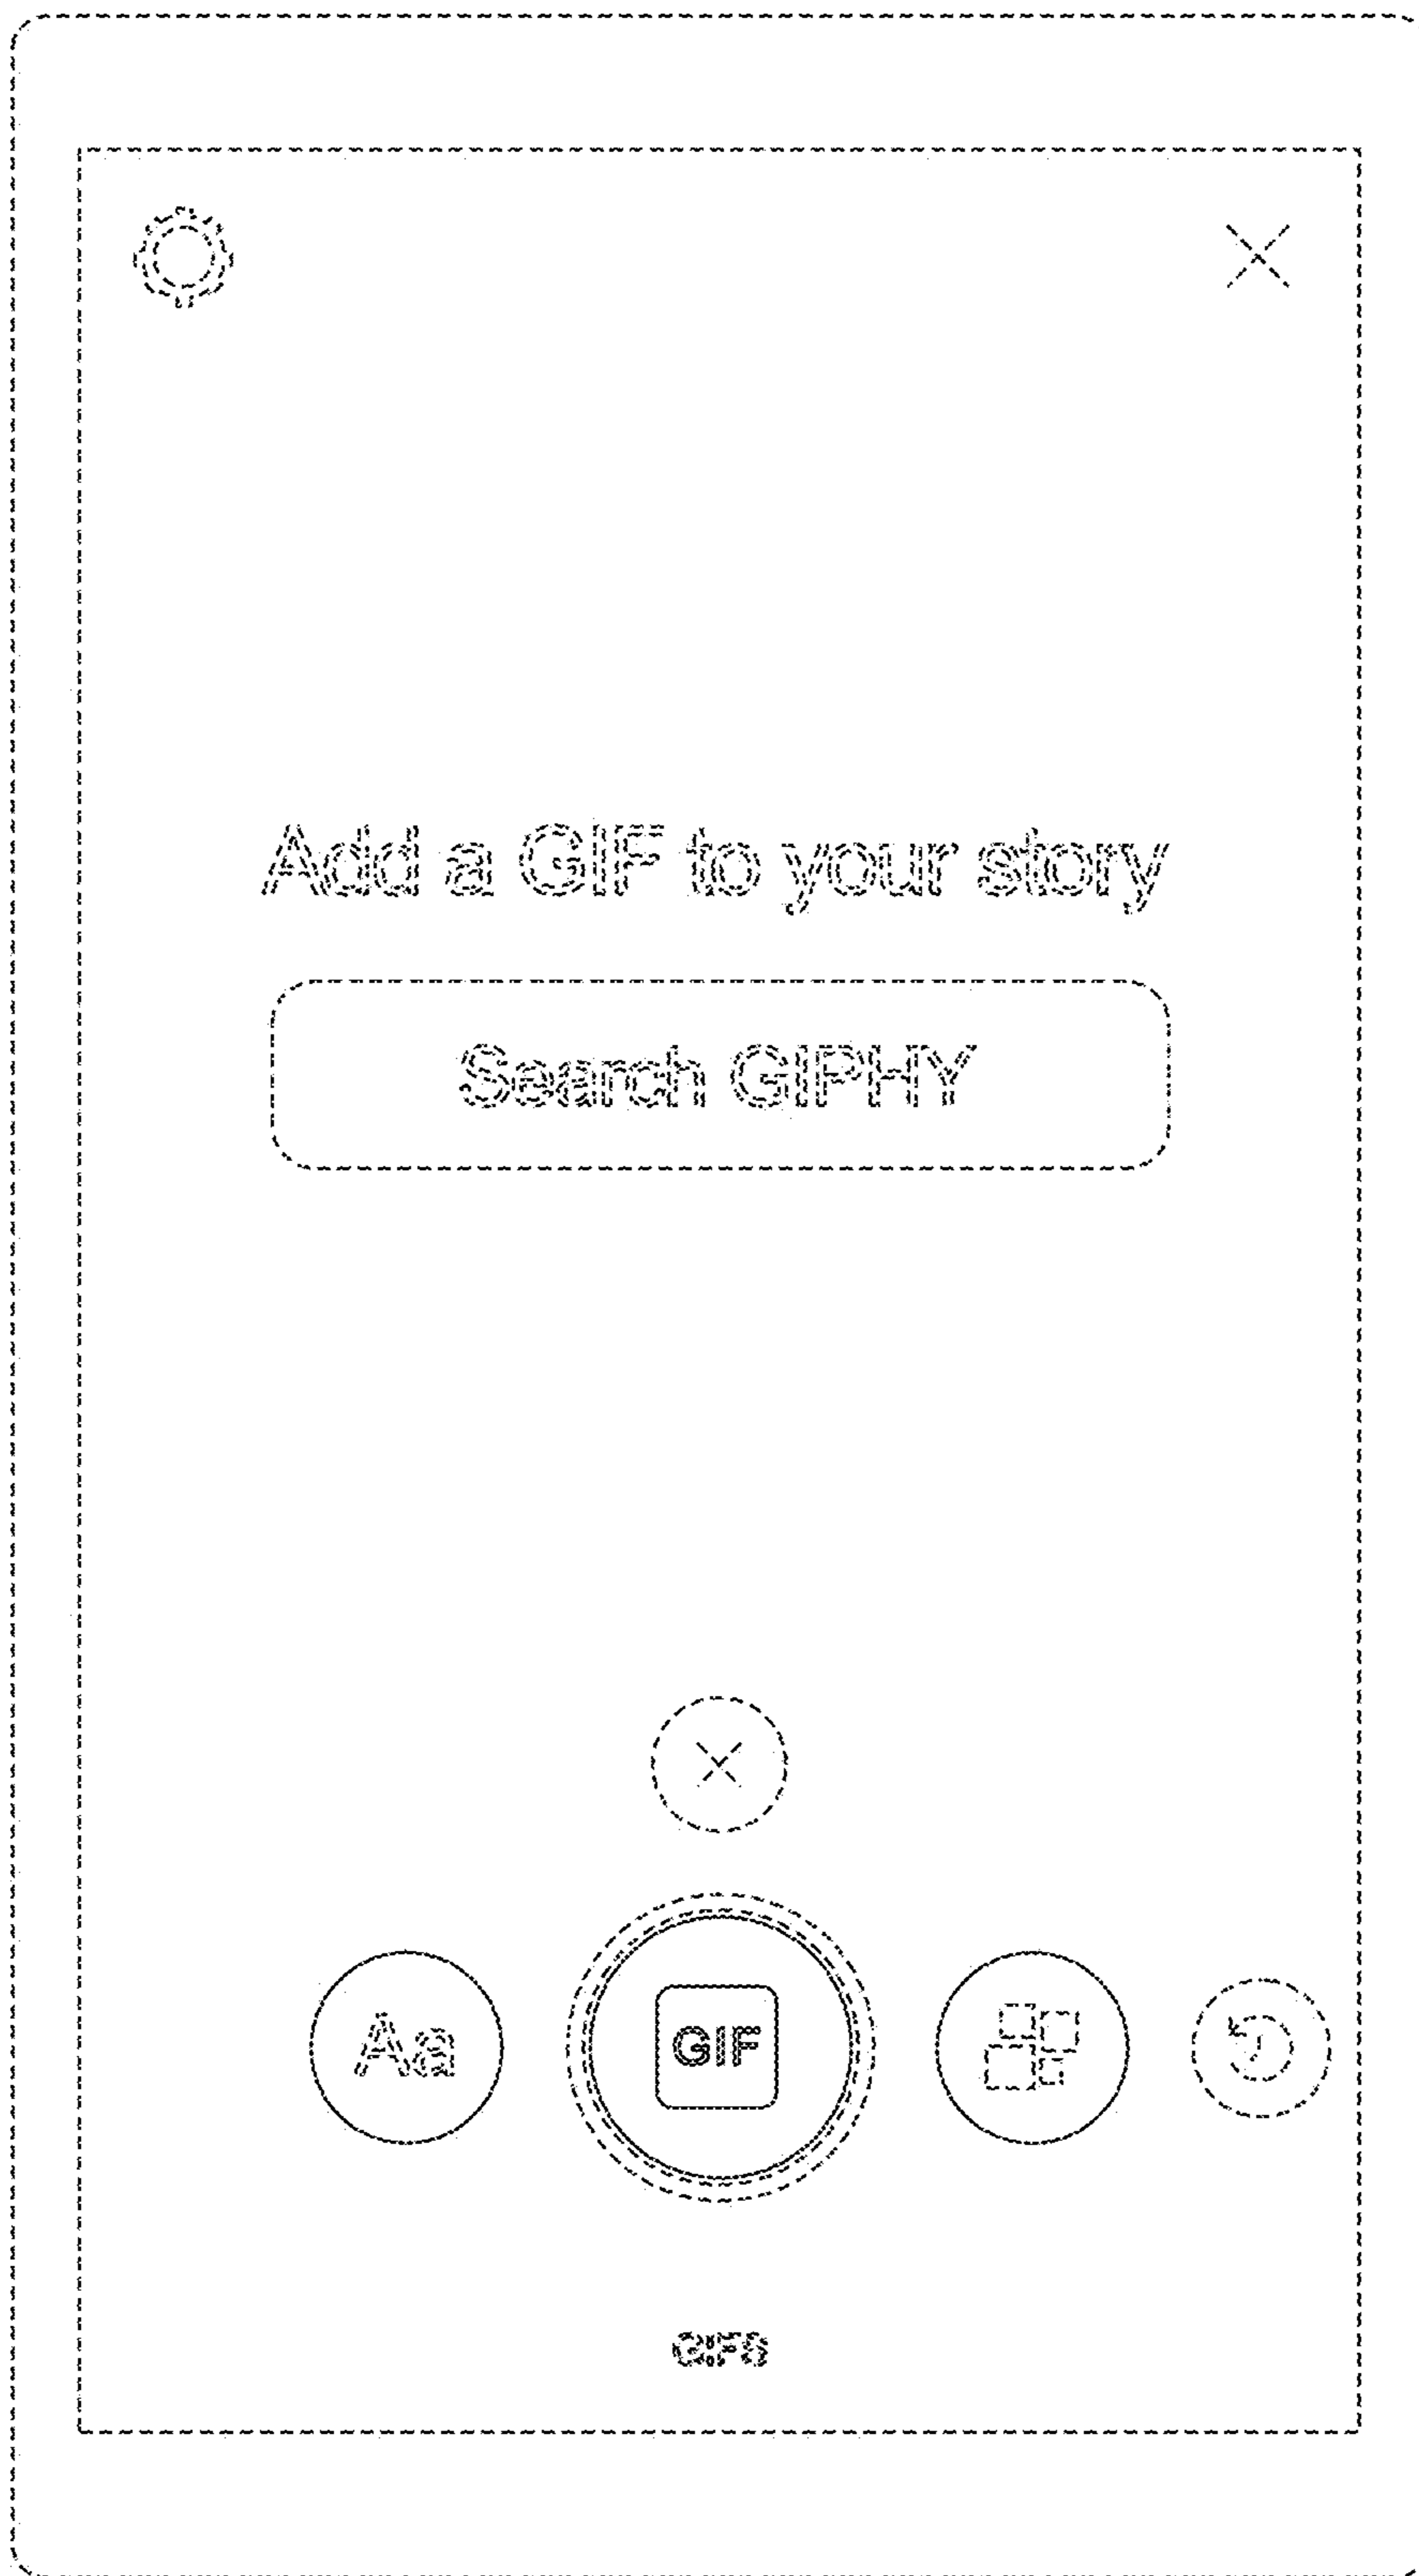 Add a GIF to your story
Search GIPHY
Aa
GIF
GIFS